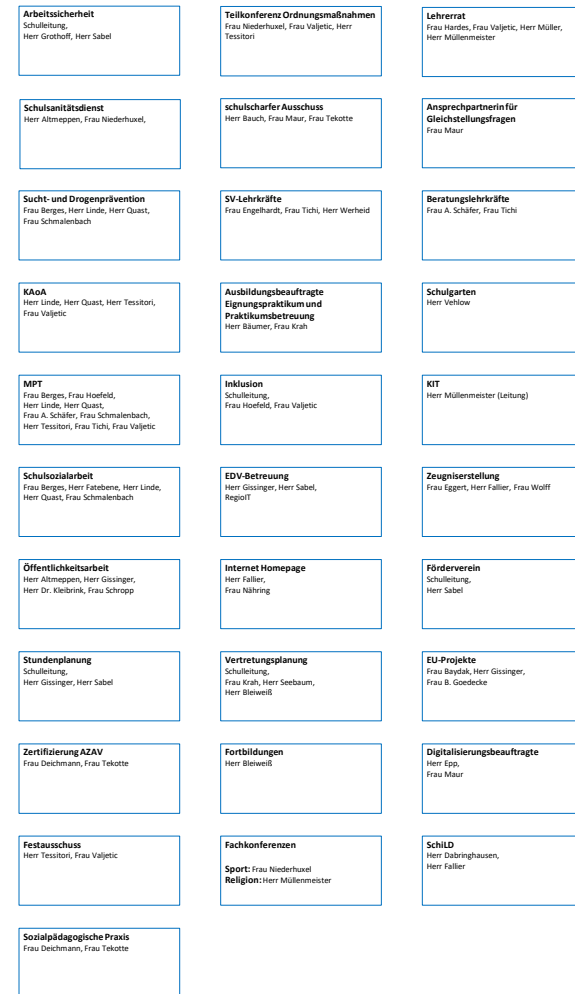 Arbeitssicherheit
Schulleitung,
Herr Grothoff, Herr Sabel
Teilkonferenz Ordnungsmaßnahmen
Frau Niederhuxel, Frau Valjetic, Herr
Tessitori
Lehrerrat
Frau Hardes, Frau Valjetic, Herr Müller,
Herr Müllenmeister
Schulsanitätsdienst
Herr Altmeppen, Frau Niederhuxel,
schulscharfer Ausschuss
Herr Bauch, Frau Maur, Frau Tekotte
Ansprechpartnerin für
Gleichstellungsfragen
Frau Maur
Sucht- und Drogenprävention
Frau Berges, Herr Linde, Herr Quast,
Frau Schmalenbach
SV-Lehrkräfte
Frau Engelhardt, Frau Tichi, Herr Werheid
Beratungslehrkräfte
Frau A. Schäfer, Frau Tichi
KAoA
Herr Linde, Herr Quast, Herr Tessitori,
Frau Valjetic
Ausbildungsbeauftragte
Eignungspraktikum und
Praktikumsbetreuung
Herr Bäumer, Frau Krah
Schulgarten
Herr Vehlow
MPT
Frau Berges, Frau Hoefeld,
Herr Linde, Herr Quast,
Frau A. Schäfer, Frau Schmalenbach,
Herr Tessitori, Frau Tichi, Frau Valjetic
Inklusion
Schulleitung,
Frau Hoefeld, Frau Valjetic
KIT
Herr Müllenmeister (Leitung)
Schulsozialarbeit
Frau Berges, Herr Fatebene, Herr Linde,
Herr Quast, Frau Schmalenbach
EDV-Betreuung
Herr Gissinger, Herr Sabel,
RegioIT
Zeugniserstellung
Frau Eggert, Herr Fallier, Frau Wolff
Öffentlichkeitsarbeit
Herr Altmeppen, Herr Gissinger,
Herr Dr. Kleibrink, Frau Schropp
Internet Homepage
Herr Fallier,
Frau Nähring
Förderverein
Schulleitung,
Herr Sabel
Stundenplanung
Schulleitung,
Herr Gissinger, Herr Sabel
Vertretungsplanung
Schulleitung,
Frau Krah, Herr Seebaum,
Herr Bleiweiß
EU-Projekte
Frau Baydak, Herr Gissinger,
Frau B. Goedecke
Zertifizierung AZAV
Frau Deichmann, Frau Tekotte
Fortbildungen
Herr Bleiweiß
Digitalisierungsbeauftragte
Herr Epp,
Frau Maur
Festausschuss
Herr Tessitori, Frau Valjetic
Fachkonferenzen
Sport: Frau Niederhuxel
Religion: Herr Müllenmeister
SchiLD
Herr Dabringhausen,
Herr Fallier
Sozialpädagogische Praxis
Frau Deichmann, Frau Tekotte